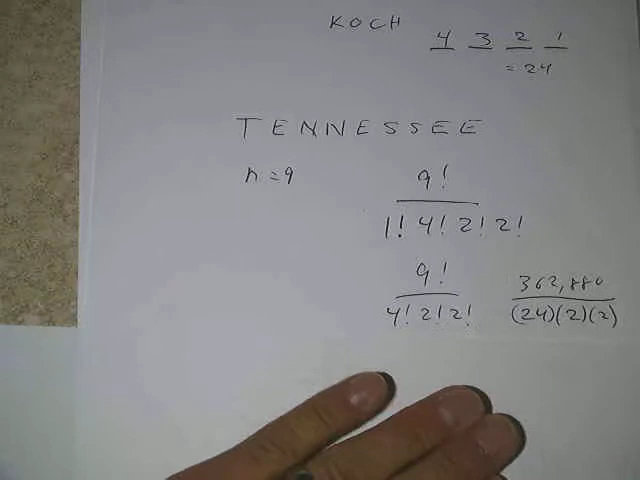 KOCH
4 3 2 1
= 24
TENNESSEE
n = 9
9!
1! 4! 2! 2!
9!
4! 2! 2!
362,880
(24)(2)(2)